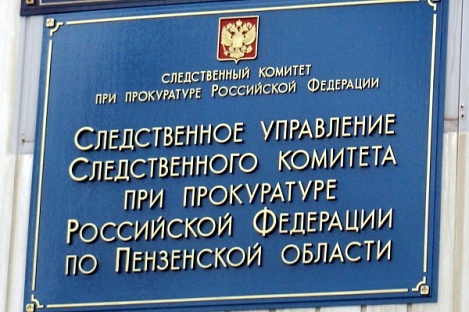 СЛЕДСТВЕННЫЙ КОМИТЕТ
ПРИ ПРОКУРАТУРЕ РОССИЙСКОЙ ФЕДЕРАЦИИ
СЛЕДСТВЕННОЕ УПРАВЛЕНИЕ
СЛЕДСТВЕННОГО КОМИТЕТА
ПРИ ПРОКУРАТУРЕ
РОССИЙСКОЙ ФЕДЕРАЦИИ
ПО ПЕНЗЕНСКОЙ ОБЛАСТИ